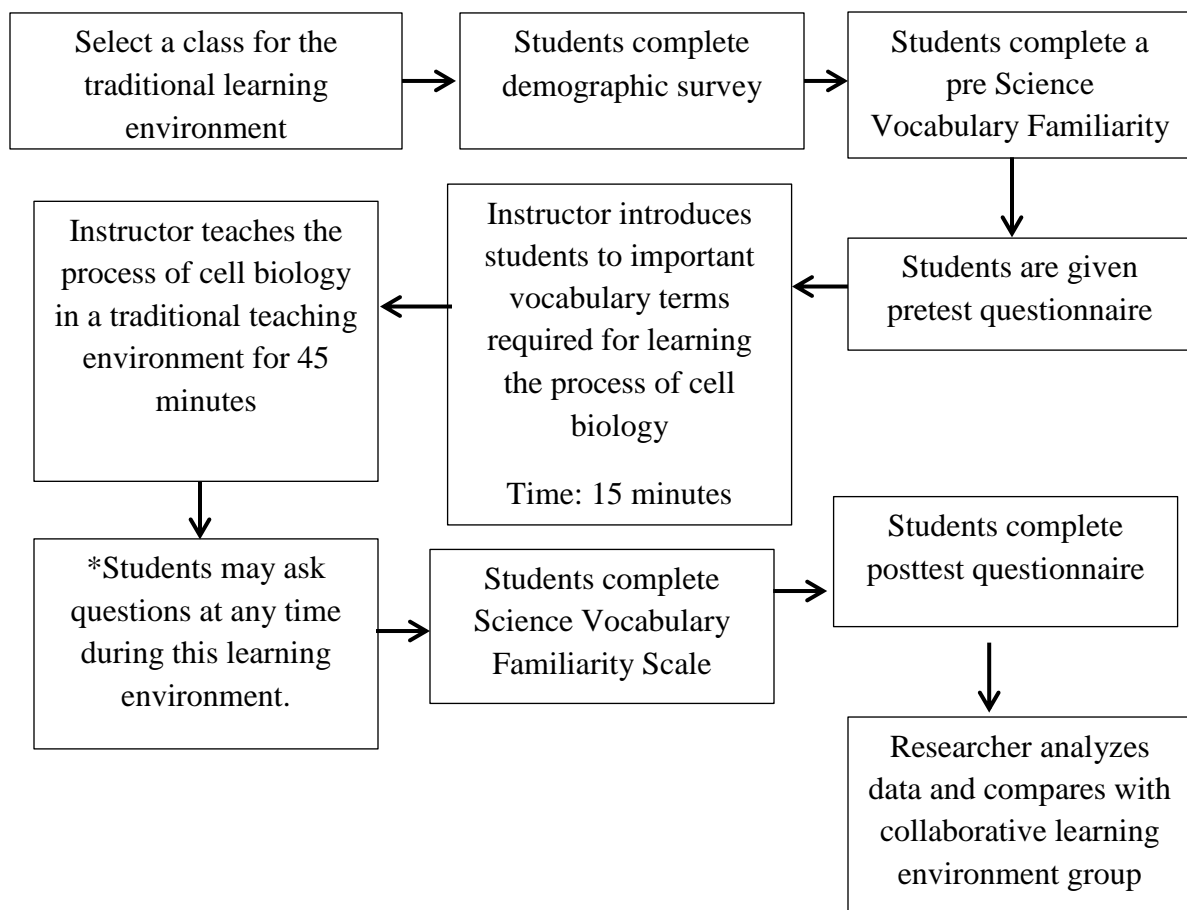 Select a class for the
traditional learning
environment
Students complete
demographic survey
Students complete a
pre Science
Vocabulary Familiarity
Students are given
pretest questionnaire
Instructor introduces
students to important
vocabulary terms
required for learning
the process of cell
biology
Time: 15 minutes
Instructor teaches the
process of cell biology
in a traditional teaching
environment for 45
minutes
*Students may ask
questions at any time
during this learning
environment.
Students complete
Science Vocabulary
Familiarity Scale
Students complete
posttest questionnaire
Researcher analyzes
data and compares with
collaborative learning
environment group